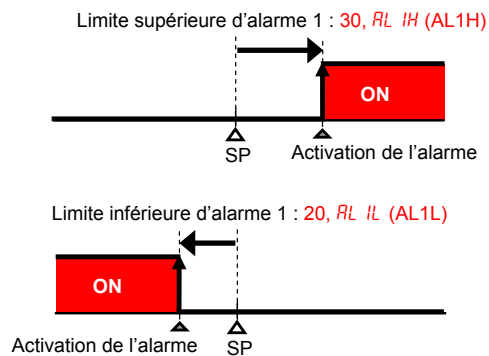 Limite supérieure d'alarme 1 : 30, AL 1H (AL1H)
ON
SP Activation de l'alarme
Limite inférieure d'alarme 1 : 20, AL 1L (AL1L)
ON
Activation de l'alarme SP